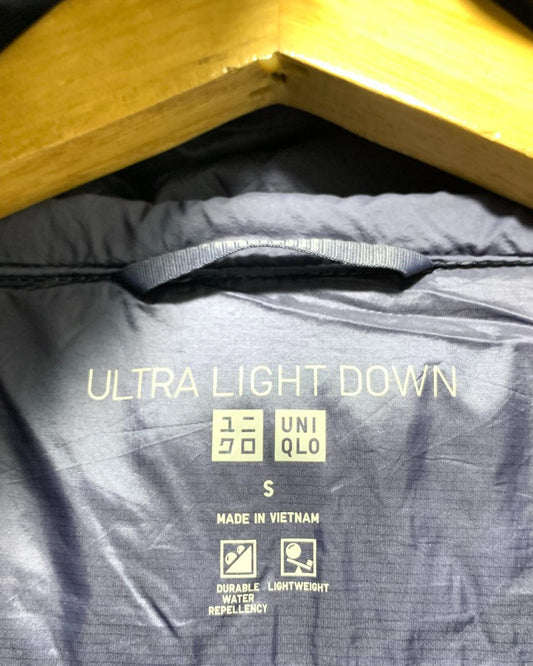 ULTRA LIGHT DOWN
ユニ UNI
クロ QLO
S
MADE IN VIETNAM
DURABLE WATER REPELLENCY
LIGHTWEIGHT